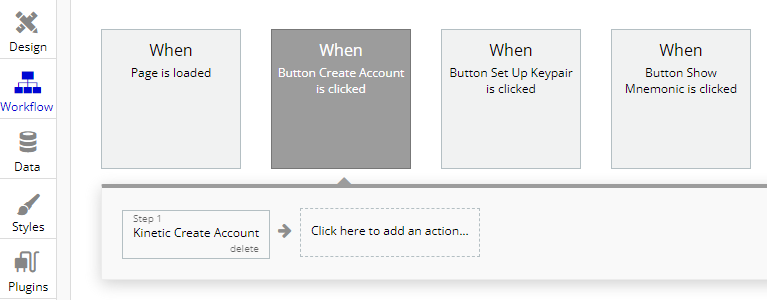 Design
Workflow
Data
Styles
Plugins
When
Page is loaded
When
Button Create Account
is clicked
When
Button Set Up Keypair
is clicked
When
Button Show
Mnemonic is clicked
Step 1
Kinetic Create Account
delete
Click here to add an action...